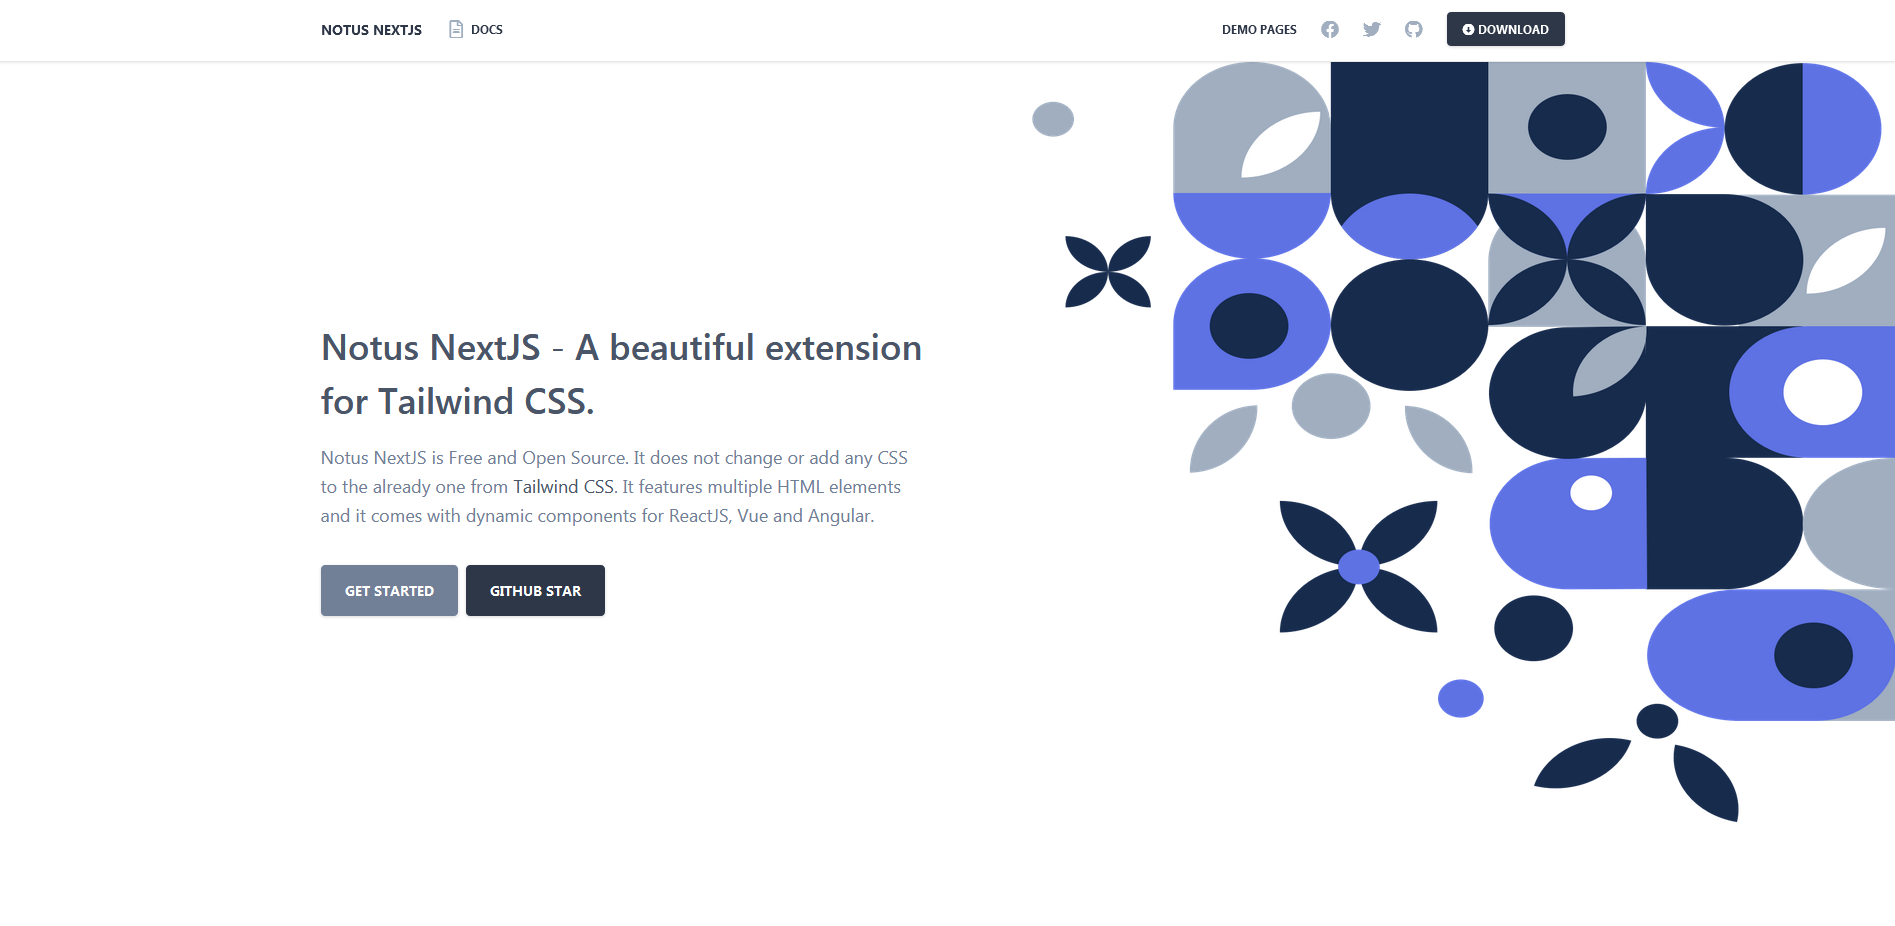 NOTUS NEXTJS
DOCS
DEMO PAGES
DOWNLOAD
Notus NextJS - A beautiful extension
for Tailwind CSS.
Notus NextJS is Free and Open Source. It does not change or add any CSS
to the already one from Tailwind CSS. It features multiple HTML elements
and it comes with dynamic components for ReactJS, Vue and Angular.
GET STARTED
GITHUB STAR